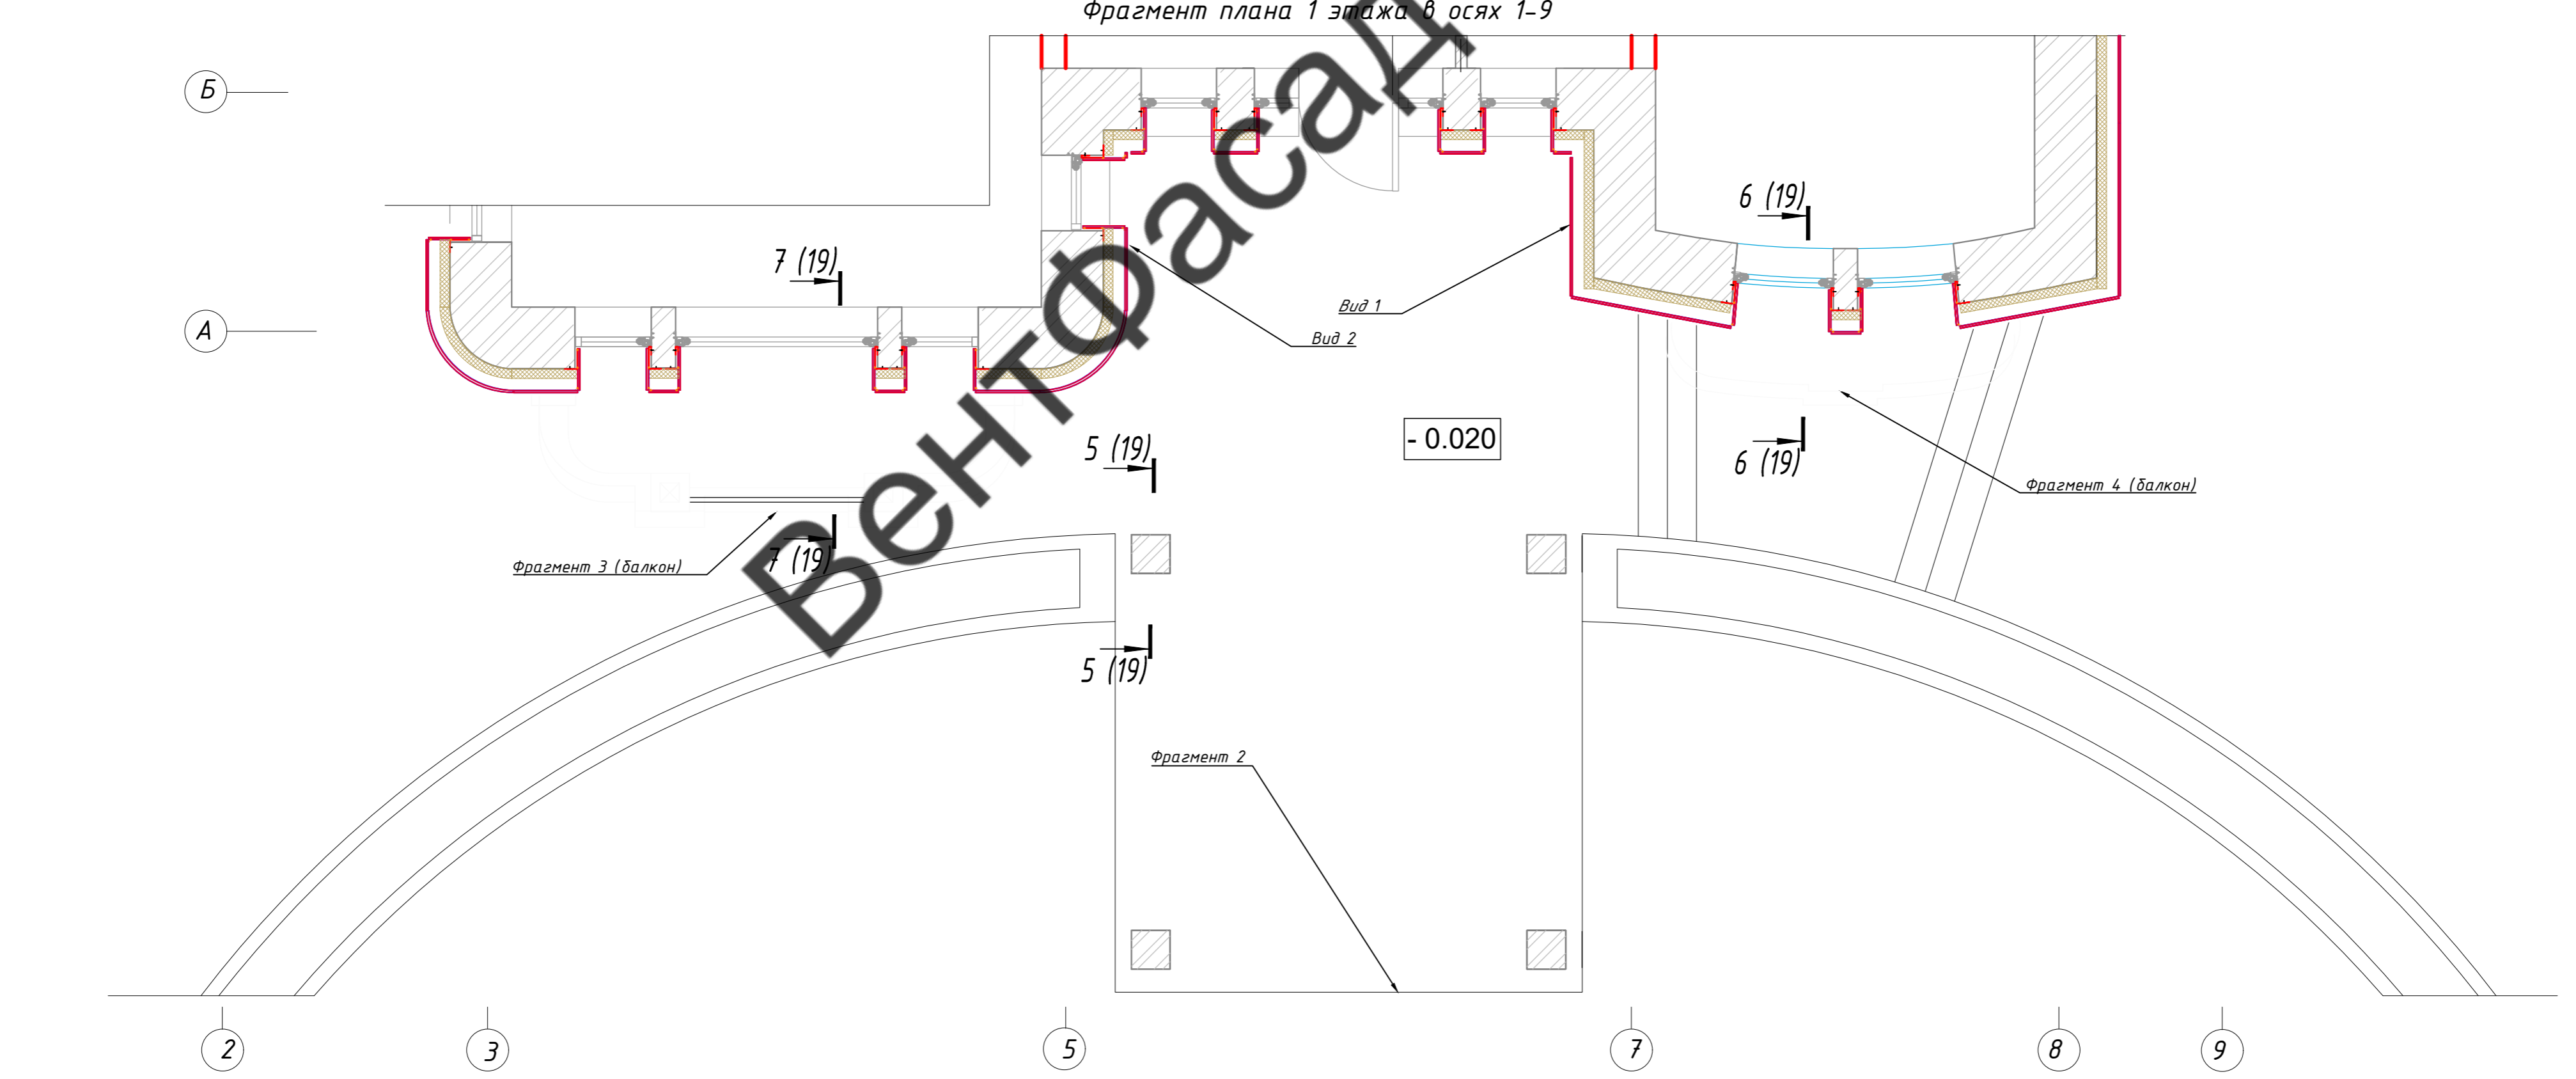 Фрагмент плана 1 этажа в осях 1-9
Б
6 (19)
7 (19)
Вид 1
А
Вид 2
- 0.020
5 (19)
6 (19)
Фрагмент 4 (балкон)
7 (19)
Фрагмент 3 (балкон)
5 (19)
Фрагмент 2
ВентФасад
2
3
5
7
8
9